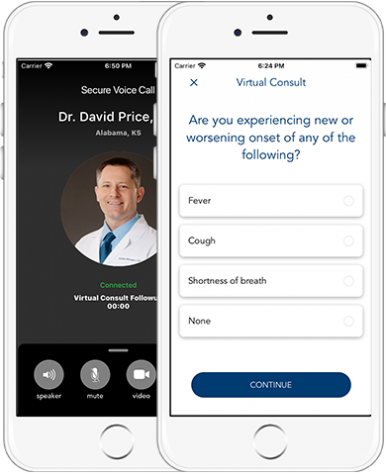 Carrier 6:50 PM
Secure Voice Call
Dr. David Price,
Alabama, KS
Connected
Virtual Consult Followu
00:00
speaker mute video
Carrier 6:24 PM
Virtual Consult
Are you experiencing new or
worsening onset of any of the
following?
Fever
Cough
Shortness of breath
None
CONTINUE